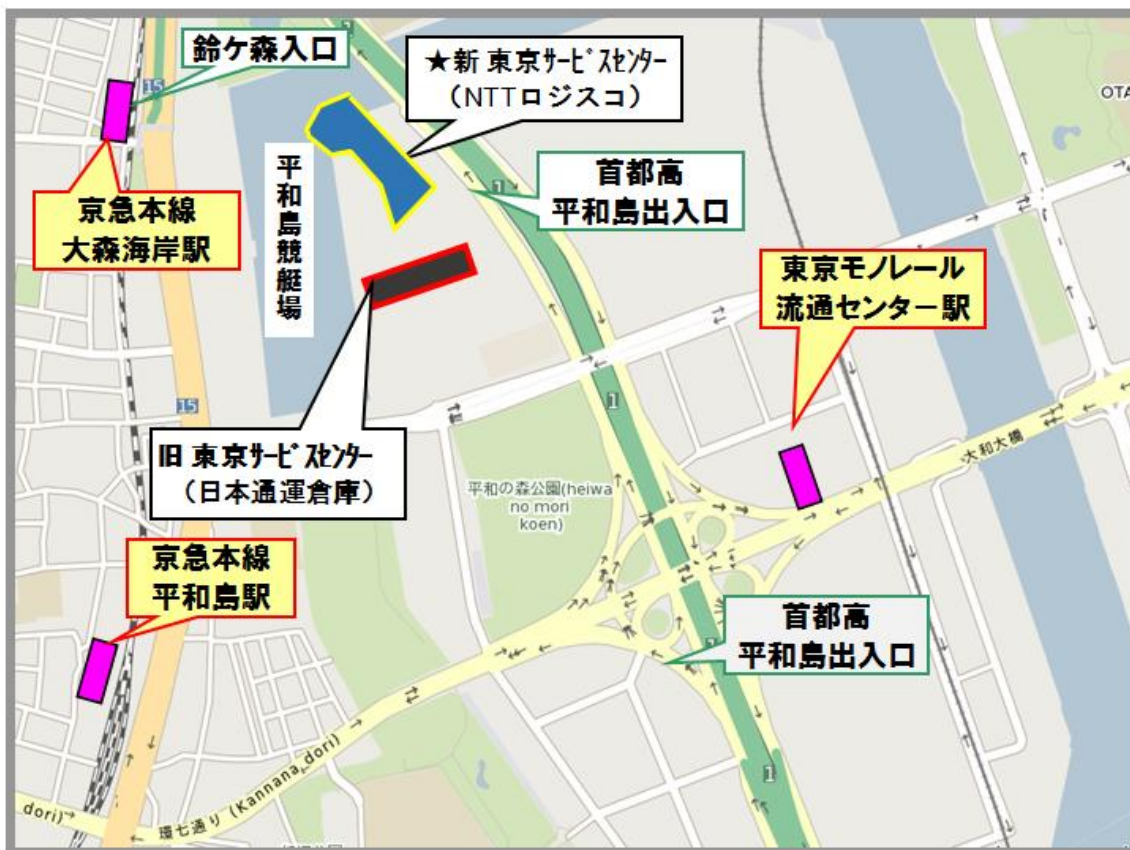 鈴ケ森入口
★新 東京ｻｰﾋﾞｽｾﾝﾀｰ
（NTTロジスコ）
15
1
OTA
平和島競艇場
1
首都高
平和島出入口
京急本線
大森海岸駅
東京モノレール
流通センター駅
15
1
旧 東京ｻｰﾋﾞｽｾﾝﾀｰ
（日本通運倉庫）
大和大橋
平和の森公園(heiwa
no mori
koen)
京急本線
平和島駅
首都高
平和島出入口
1
1
環七通り (Kannana_dori)
dori)